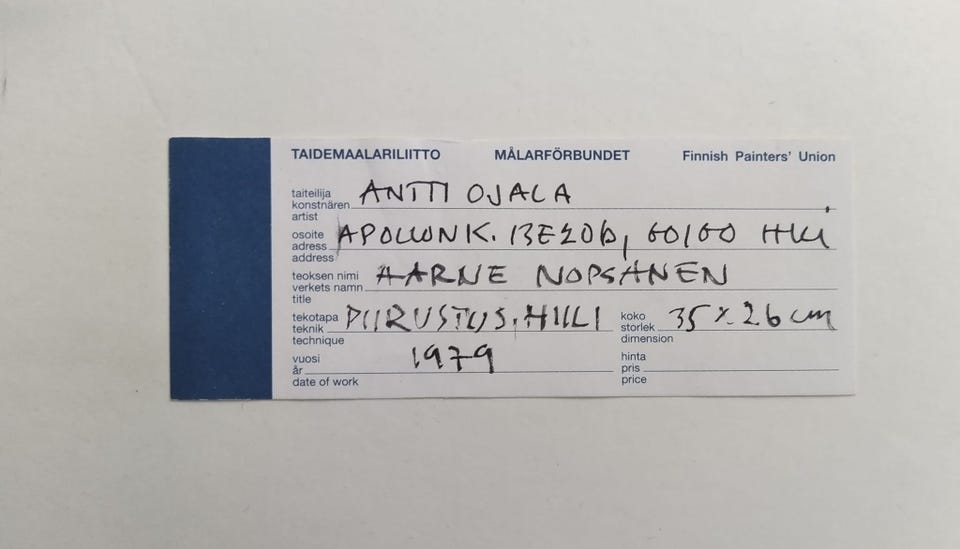 TAIDEMAALARILIITTO MÅLARFÖRBUNDET Finnish Painters' Union
taiteilija
konstnären ANTTI OJALA
artist
osoite
adress APOLLONK. 13E20b, 00100 HKI
address
teoksen nimi
verkets namn AARNE NOPSANEN
title
tekotapa koko
teknik PIIRUSTUS, HIILI storlek 35 x 26 cm
technique dimension
vuosi hinta
år 1979 pris
date of work price